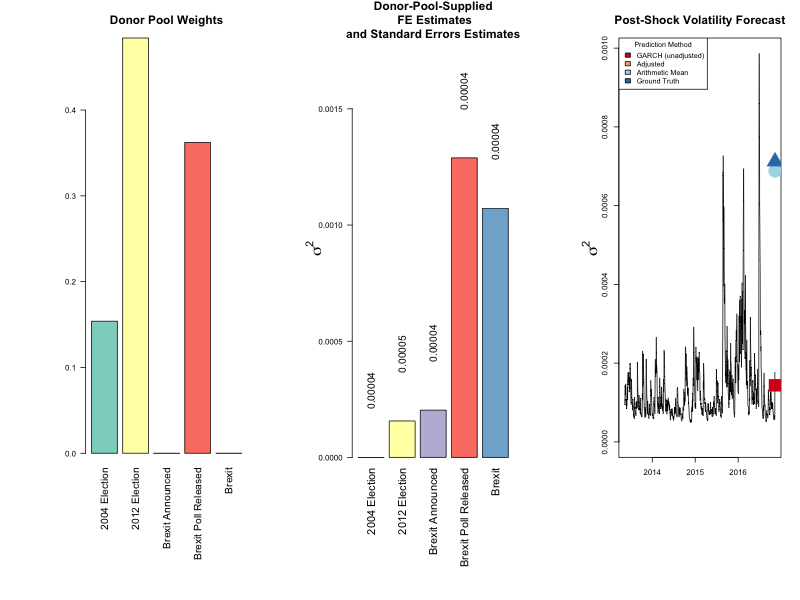 Donor Pool Weights
0.0
0.1
0.2
0.3
0.4
2004 Election
2012 Election
Brexit Announced
Brexit Poll Released
Brexit
Donor-Pool-Supplied
FE Estimates
and Standard Errors Estimates
σ²
0.0000
0.0005
0.0010
0.0015
0.00004
0.00005
0.00004
0.00004
0.00004
2004 Election
2012 Election
Brexit Announced
Brexit Poll Released
Brexit
Post-Shock Volatility Forecast
σ²
0.0000
0.0002
0.0004
0.0006
0.0008
0.0010
Prediction Method
GARCH (unadjusted)
Adjusted
Arithmetic Mean
Ground Truth
2014
2015
2016